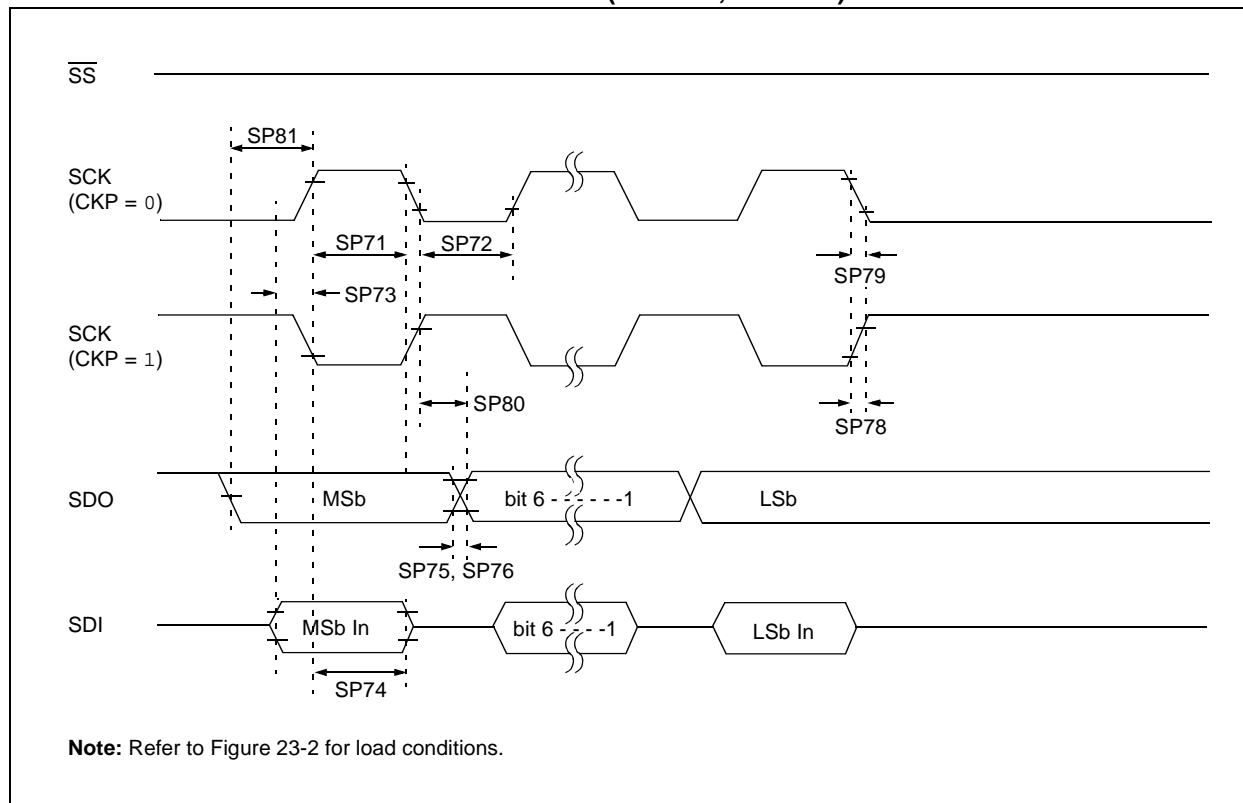 SS
SP81
SCK
(CKP = 0)
SP71
SP72
SP79
SP73
SCK
(CKP = 1)
SP80
SP78
SDO
MSb
bit 6 - - - - - -1
LSb
SP75, SP76
SDI
MSb In
bit 6 - - - -1
LSb In
SP74
Note: Refer to Figure 23-2 for load conditions.